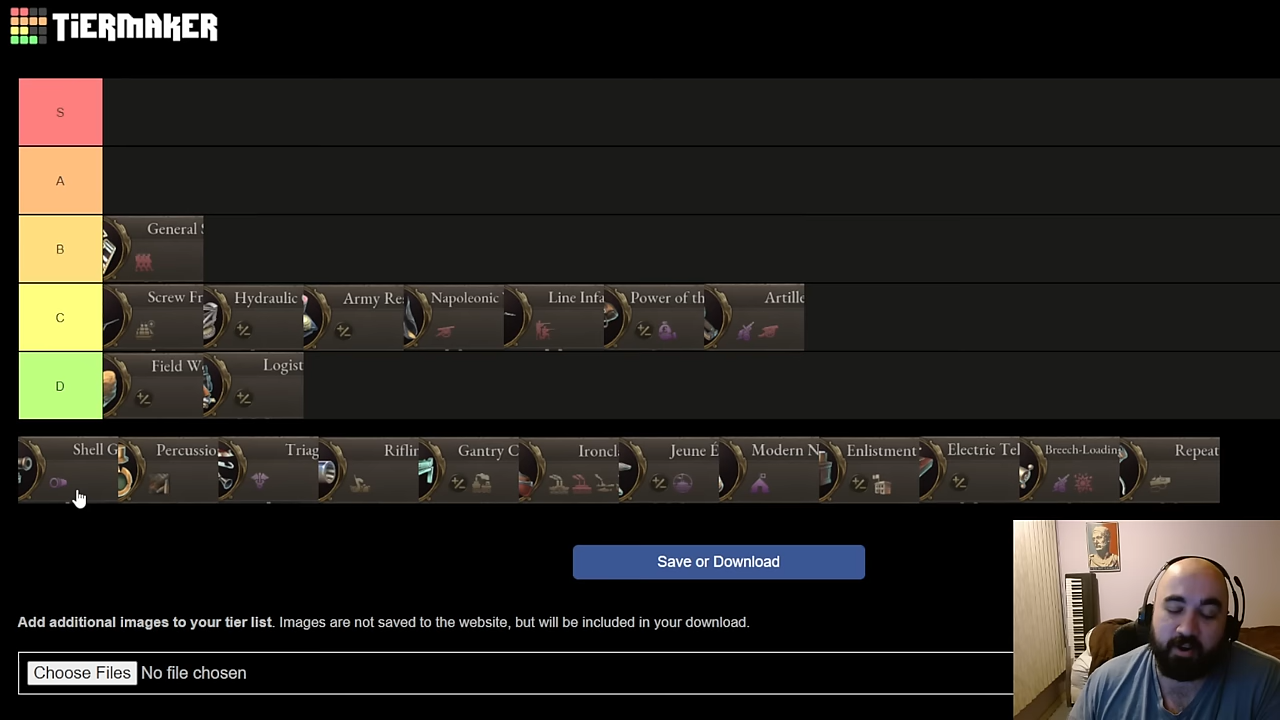 TiERMAKER
S
A
B
General S
C
Screw Fr Hydraulic Army Re Napoleonic Line Infa Power of th Artille
D
Field W Logist
Shell G Percussio Triag Riflin Gantry C Ironcl Jeune É Modern N Enlistment Electric Tel Breech-Loading Repeat
Save or Download
Add additional images to your tier list. Images are not saved to the website, but will be included in your download.
Choose Files No file chosen